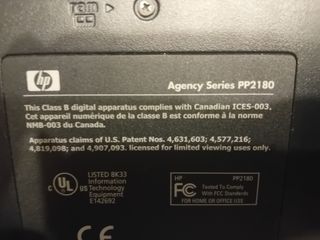 hp
Agency Series PP2180
This Class B digital apparatus complies with Canadian ICES-003,
Cet appareil numérique de la classe B est conforme à la norme
NMB-003 du Canada.
Apparatus claims of U.S. Patent Nos. 4,631,603; 4,577,216;
4,819,098; and 4,907,093. licensed for limited viewing uses only.
UL
LISTED 8K33
Information
Technology
Equipment
E142692
HP PP2180
FC
Tested To Comply
With FCC Standards
FOR HOME OR OFFICE USE
CE